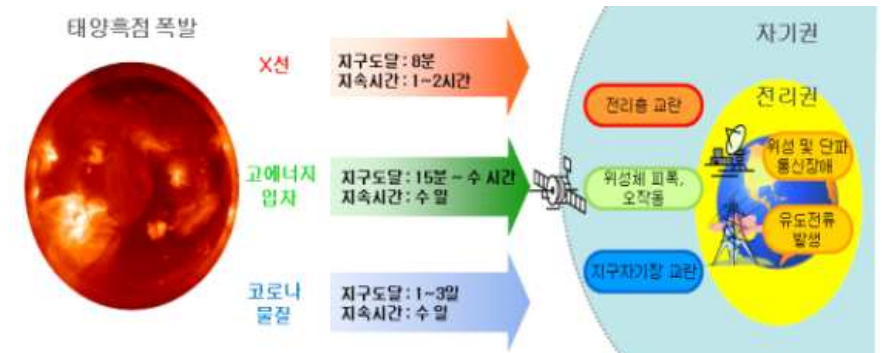 태양흑점 폭발
X선
지구도달 : 8분
지속시간 : 1~2시간
고에너지
입자
지구도달 : 15분 ~ 수 시간
지속시간 : 수 일
코로나
물질
지구도달 : 1~3일
지속시간 : 수 일
자기권
전리층 교란
위성체 피폭,
오작동
지구자기장 교란
전리권
위성 및 단파
통신장애
유도전류
발생